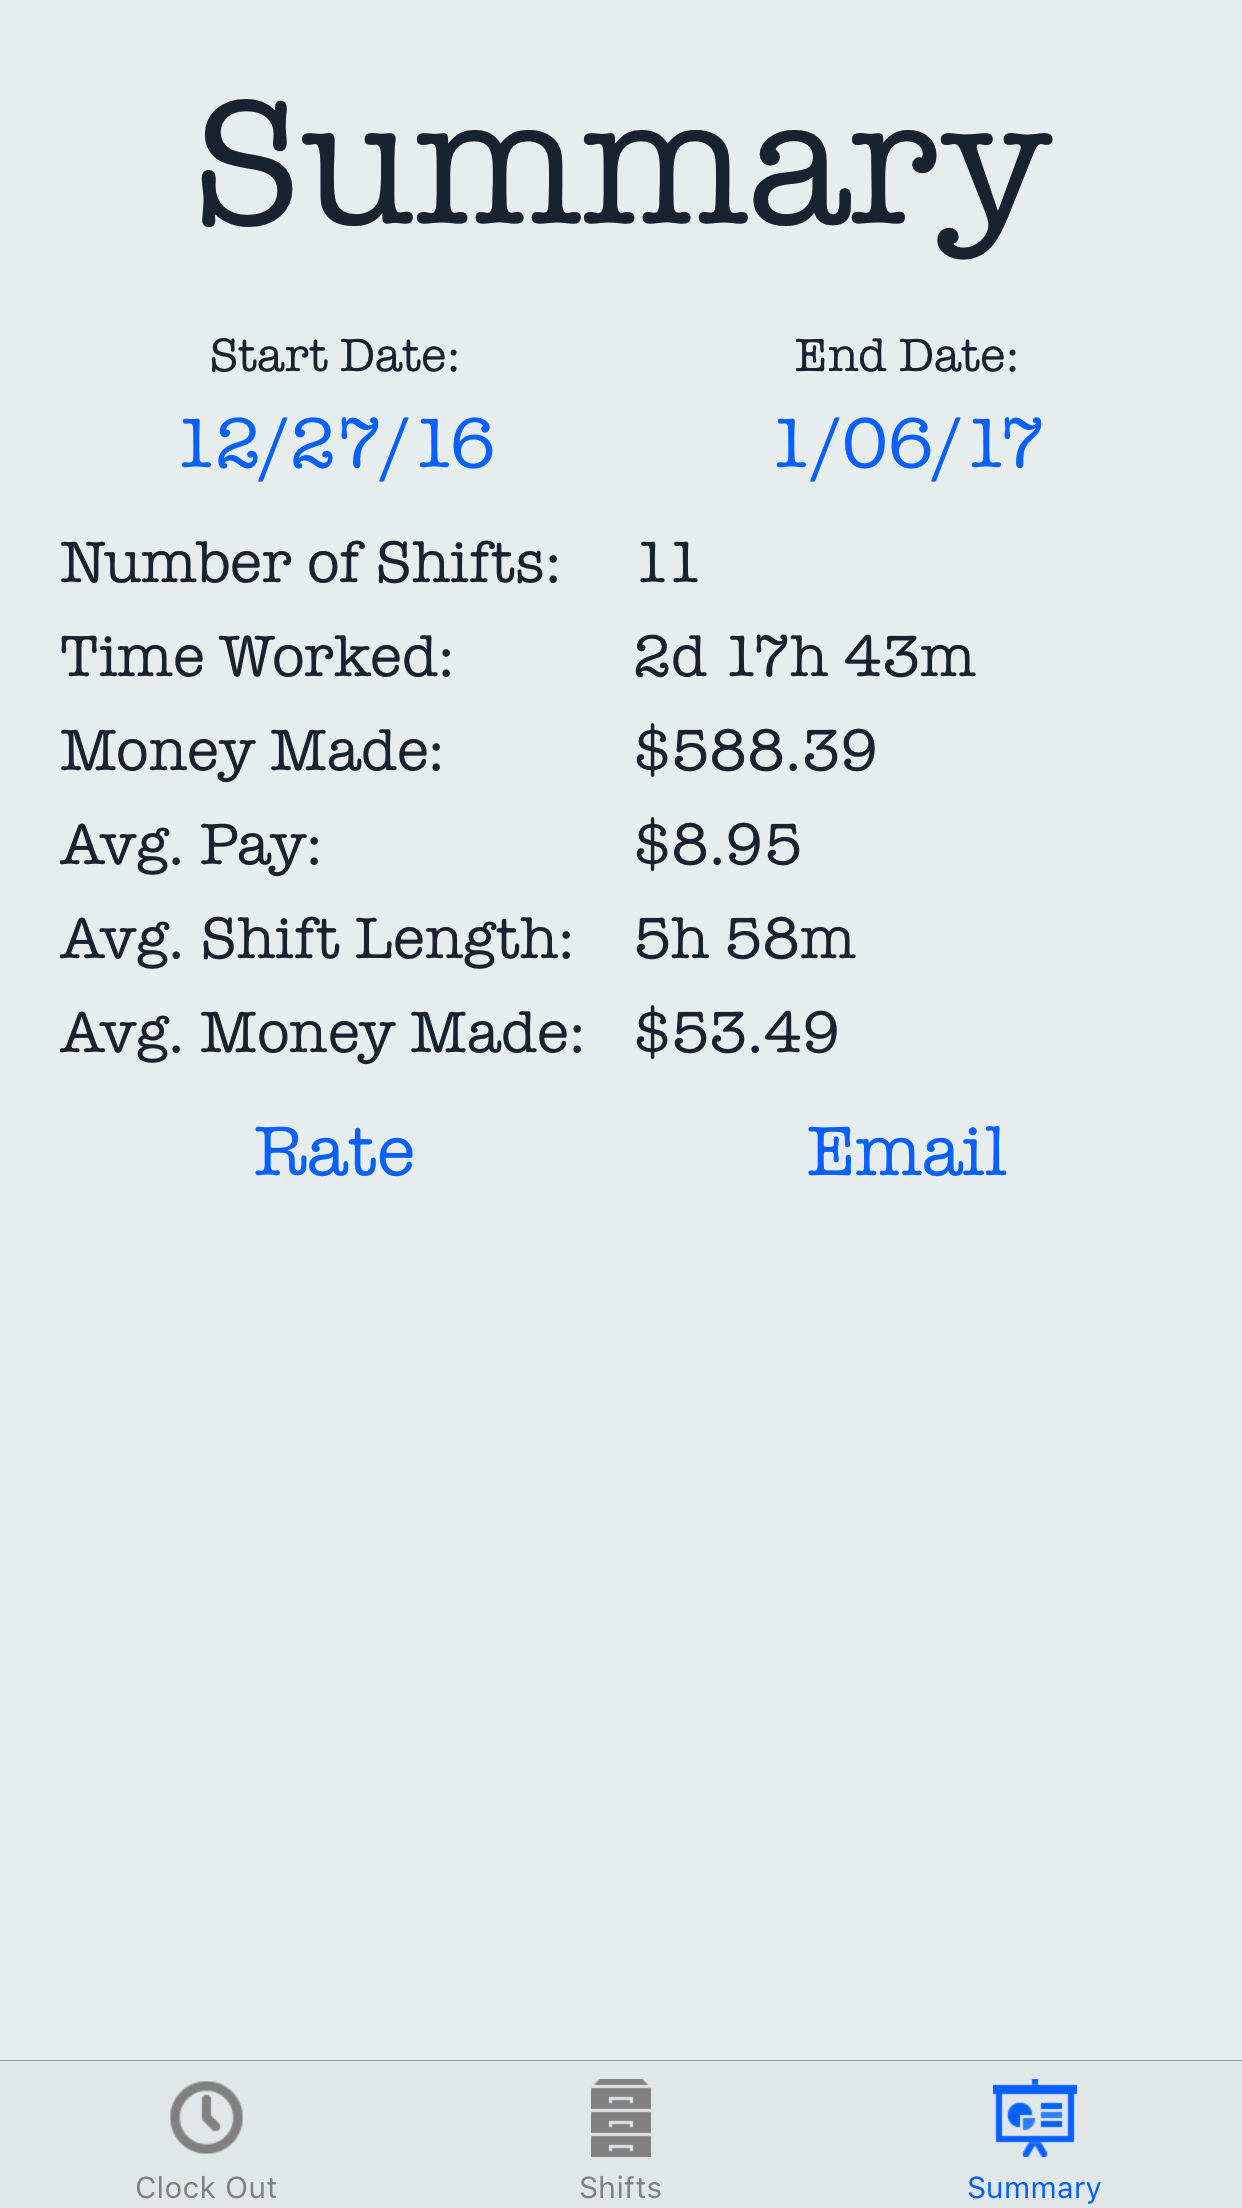 Summary
Start Date: End Date:
12/27/16 1/06/17
Number of Shifts: 11
Time Worked: 2d 17h 43m
Money Made: $588.39
Avg. Pay: $8.95
Avg. Shift Length: 5h 58m
Avg. Money Made: $53.49
Rate Email
Clock Out Shifts Summary